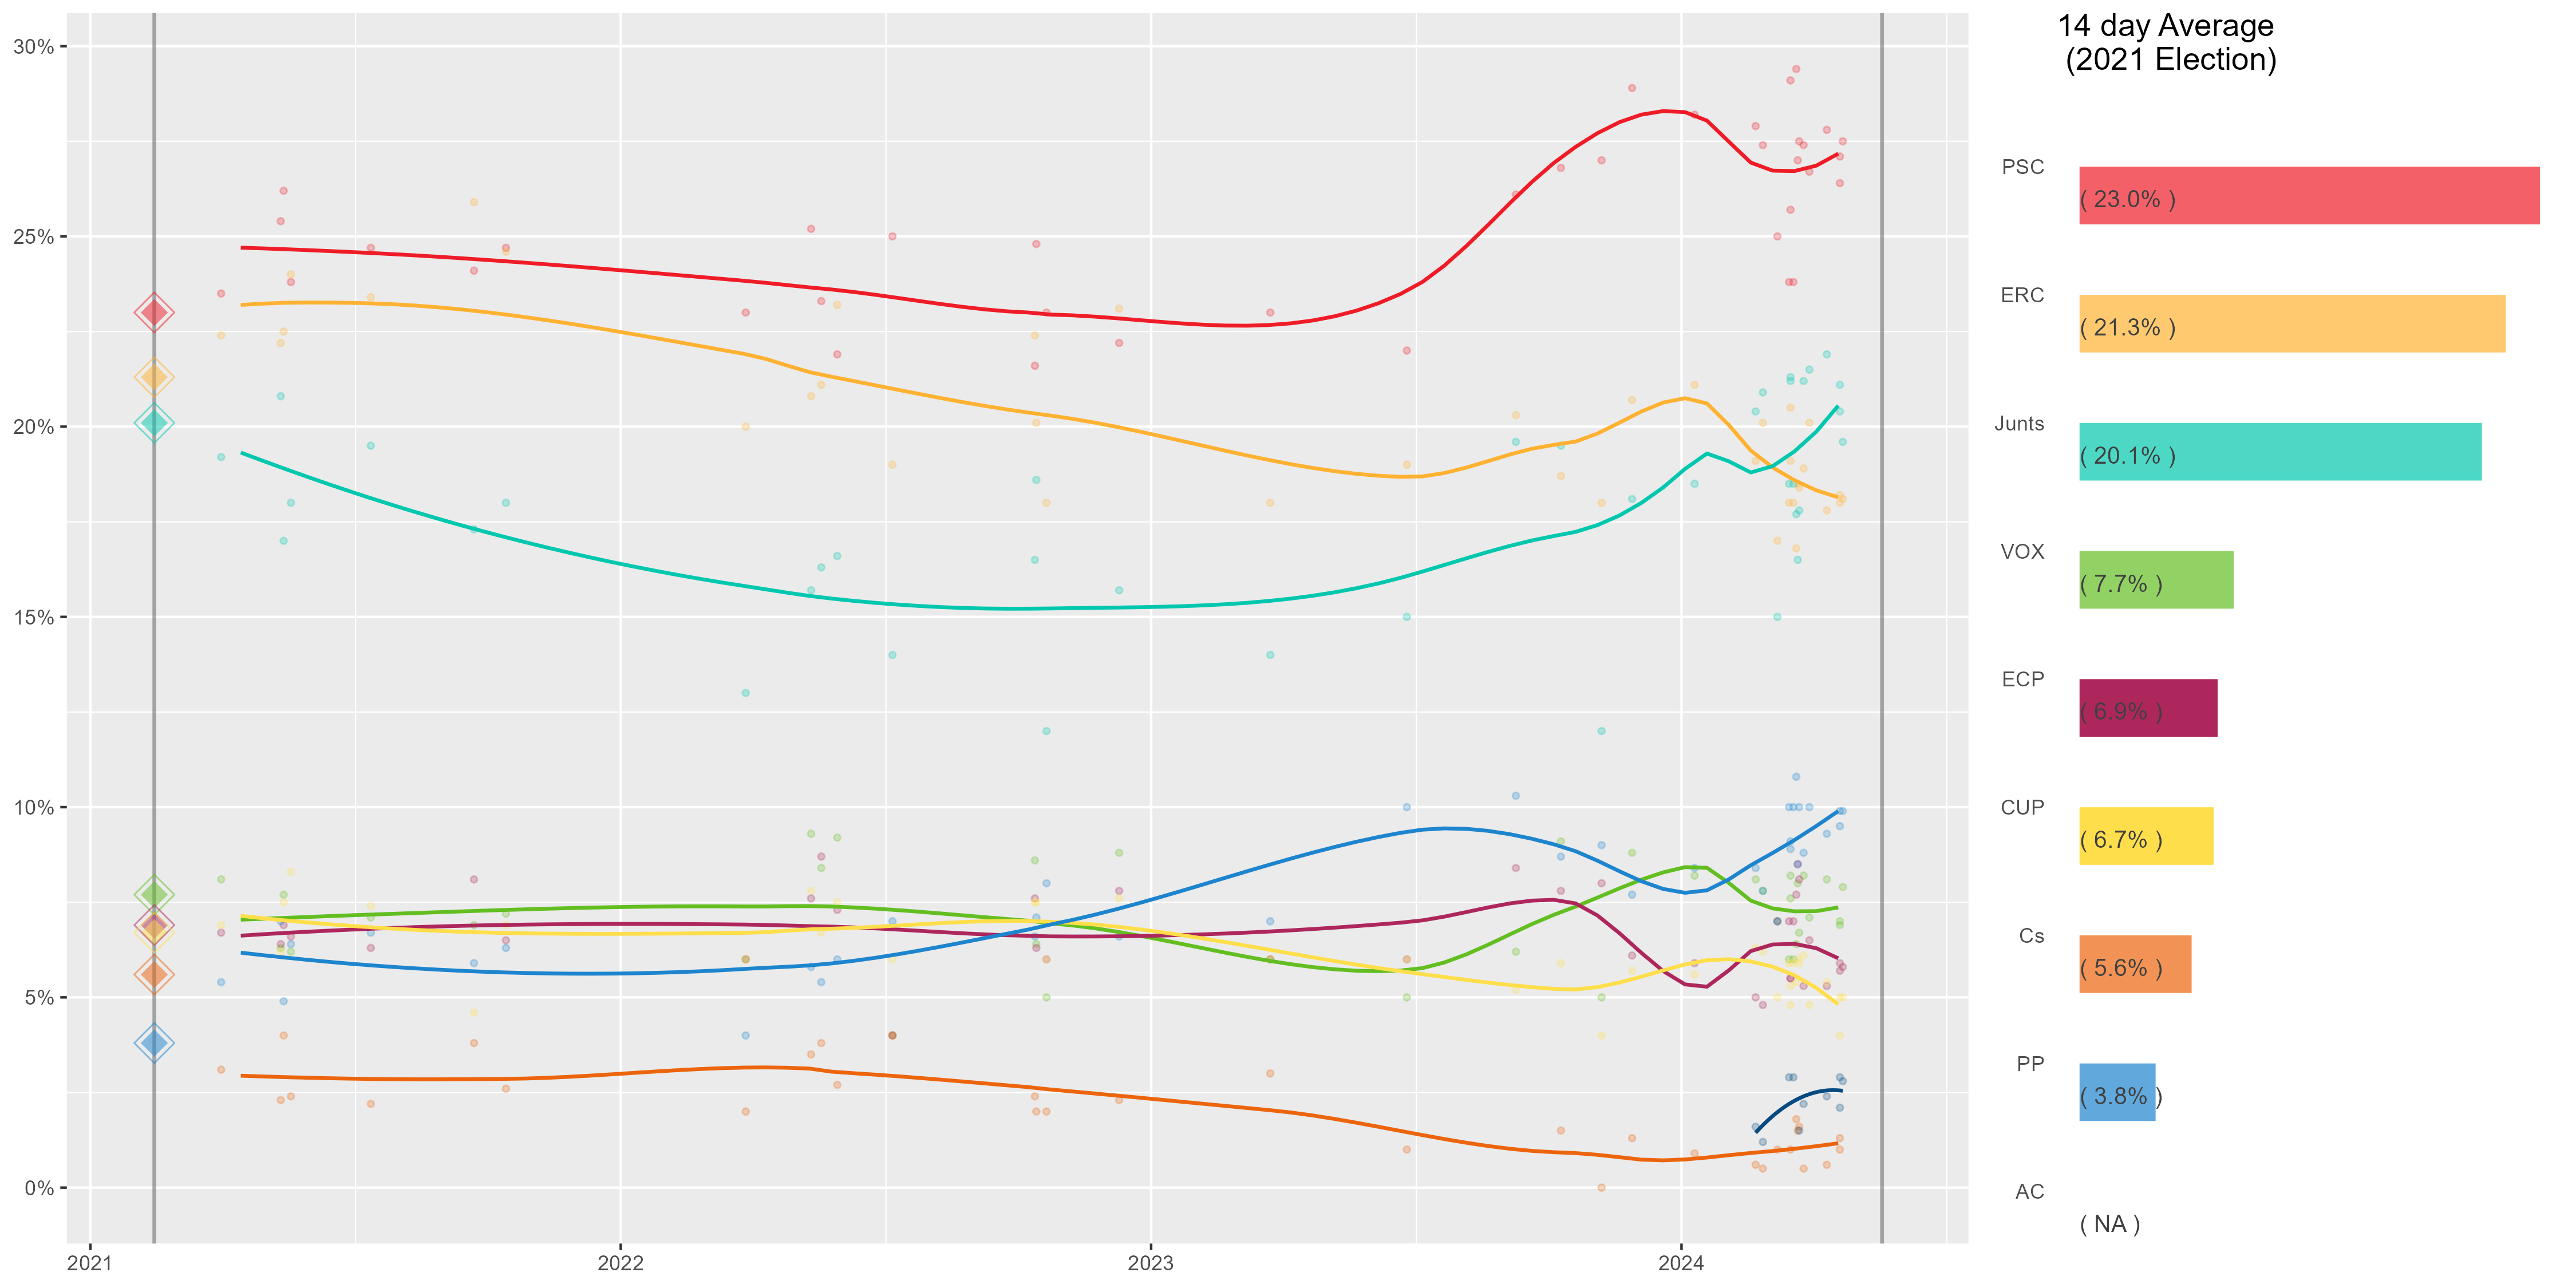 30%
25%
20%
15%
10%
5%
0%
2021
2022
2023
2024
14 day Average
(2021 Election)
PSC
( 23.0% )
ERC
( 21.3% )
Junts
( 20.1% )
VOX
( 7.7% )
ECP
( 6.9% )
CUP
( 6.7% )
Cs
( 5.6% )
PP
( 3.8% )
AC
( NA )